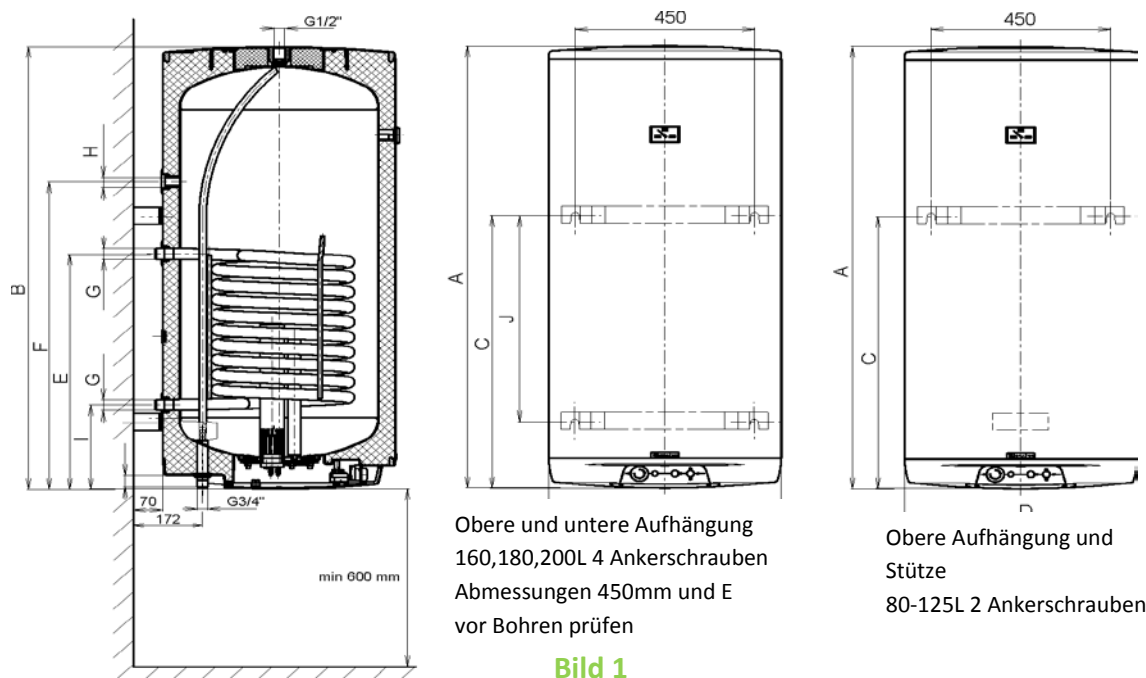 G1/2"
450
450
H
B
F
E
G
G
I
A
C
J
A
C
70
G3/4"
172
min 600 mm
Obere und untere Aufhängung
160,180,200L 4 Ankerschrauben
Abmessungen 450mm und E
vor Bohren prüfen
Obere Aufhängung und
Stütze
80-125L 2 Ankerschrauben
Bild 1